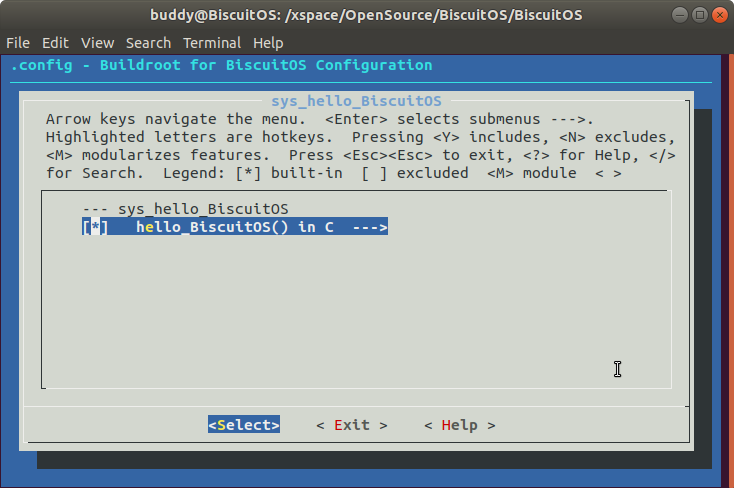 buddy@BiscuitOS: /xspace/OpenSource/BiscuitOS/BiscuitOS
File Edit View Search Terminal Help
.config - Buildroot for BiscuitOS Configuration
sys_hello_BiscuitOS
Arrow keys navigate the menu.  <Enter> selects submenus --->.
Highlighted letters are hotkeys.  Pressing <Y> includes, <N> excludes,
<M> modularizes features.  Press <Esc><Esc> to exit, <?> for Help, </>
for Search.  Legend: [*] built-in  [ ] excluded  <M> module  < >
--- sys_hello_BiscuitOS
[*]   hello_BiscuitOS() in C  --->
<Select>    < Exit >    < Help >